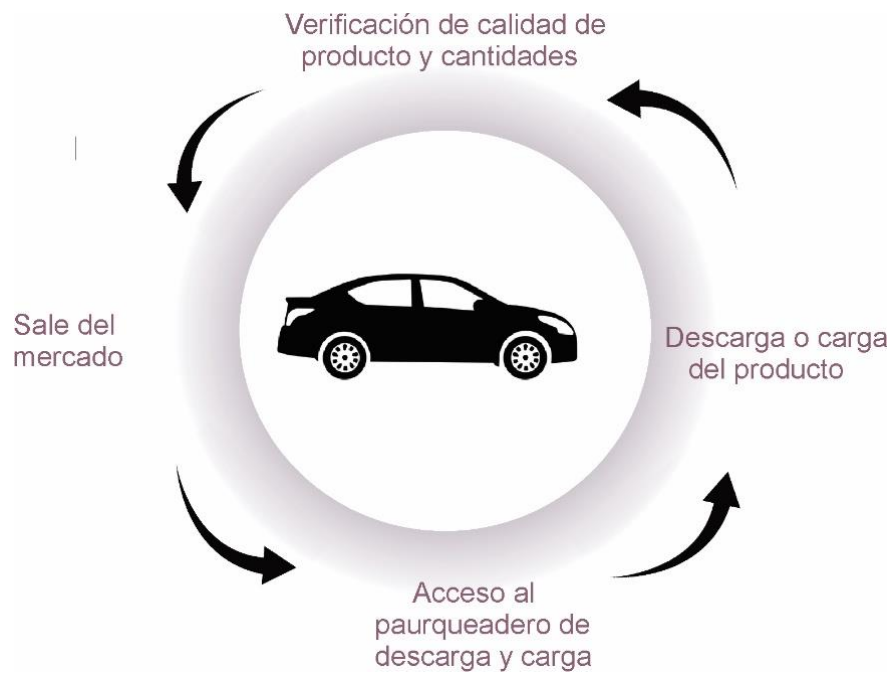 Verificación de calidad de
producto y cantidades
Sale del
mercado
Descarga o carga
del producto
Acceso al
paurqueadero de
descarga y carga